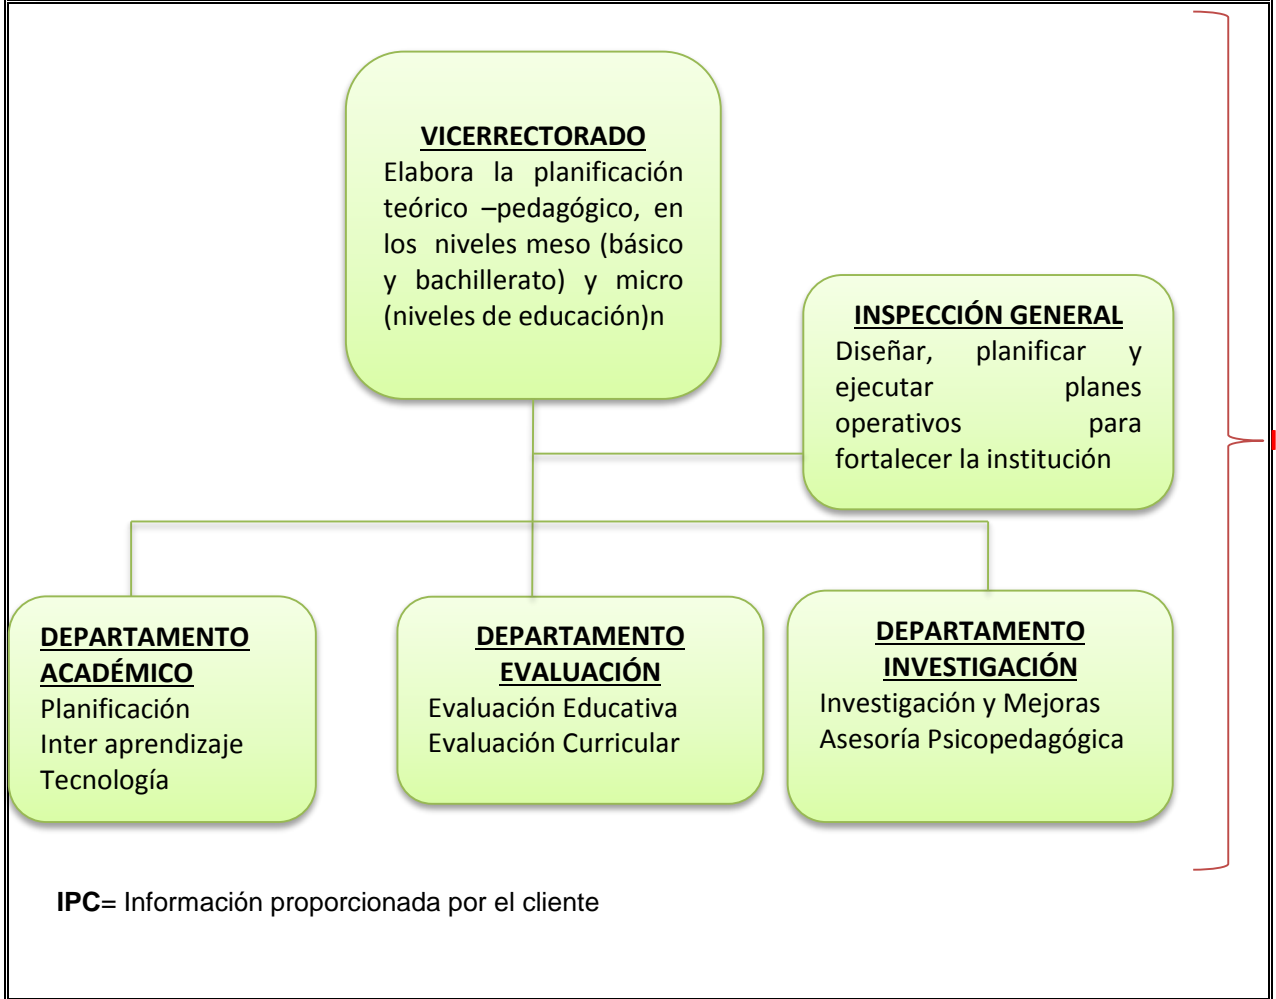 VICERRECTORADO
Elabora la planificación
teórico –pedagógico, en
los niveles meso (básico
y bachillerato) y micro
(niveles de educación)n
INSPECCIÓN GENERAL
Diseñar, planificar y
ejecutar planes
operativos para
fortalecer la institución
DEPARTAMENTO
ACADÉMICO
Planificación
Inter aprendizaje
Tecnología
DEPARTAMENTO
EVALUACIÓN
Evaluación Educativa
Evaluación Curricular
DEPARTAMENTO
INVESTIGACIÓN
Investigación y Mejoras
Asesoría Psicopedagógica
IPC= Información proporcionada por el cliente